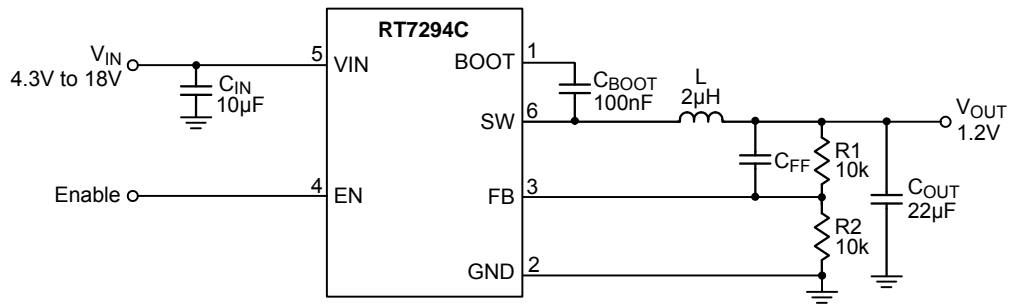 RT7294C
VIN
4.3V to 18V
5
VIN
CIN
10µF
BOOT
1
CBOOT
100nF
L
2µH
SW
6
VOUT
1.2V
CFF
R1
10k
Enable
4
EN
FB
3
COUT
22µF
R2
10k
GND
2